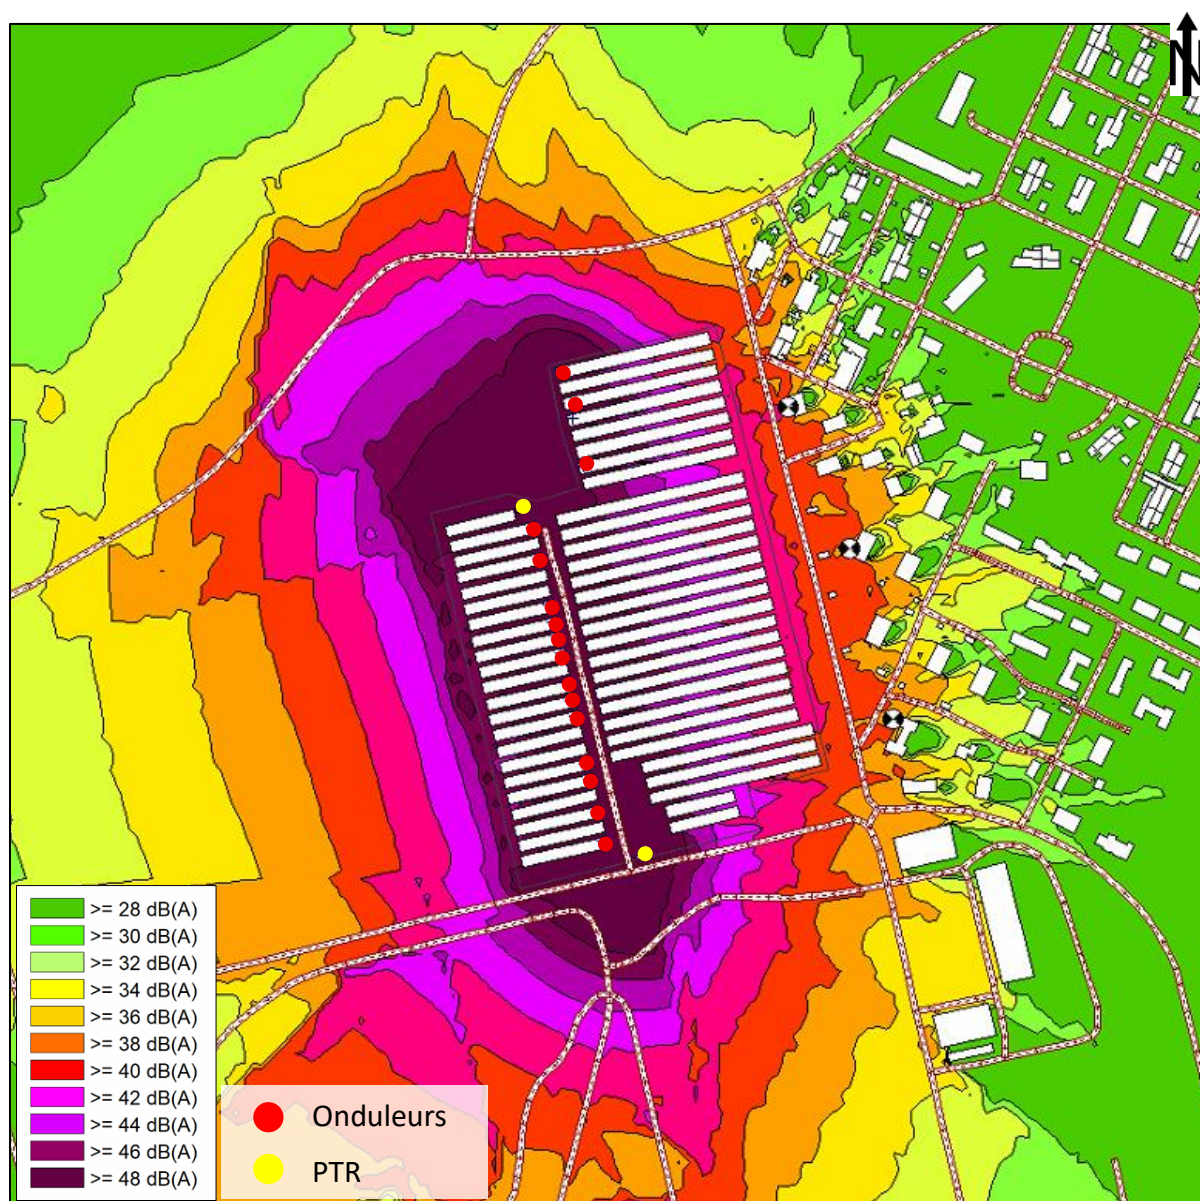 N
>= 28 dB(A)
>= 30 dB(A)
>= 32 dB(A)
>= 34 dB(A)
>= 36 dB(A)
>= 38 dB(A)
>= 40 dB(A)
>= 42 dB(A)
>= 44 dB(A)
>= 46 dB(A)
>= 48 dB(A)
Onduleurs
PTR